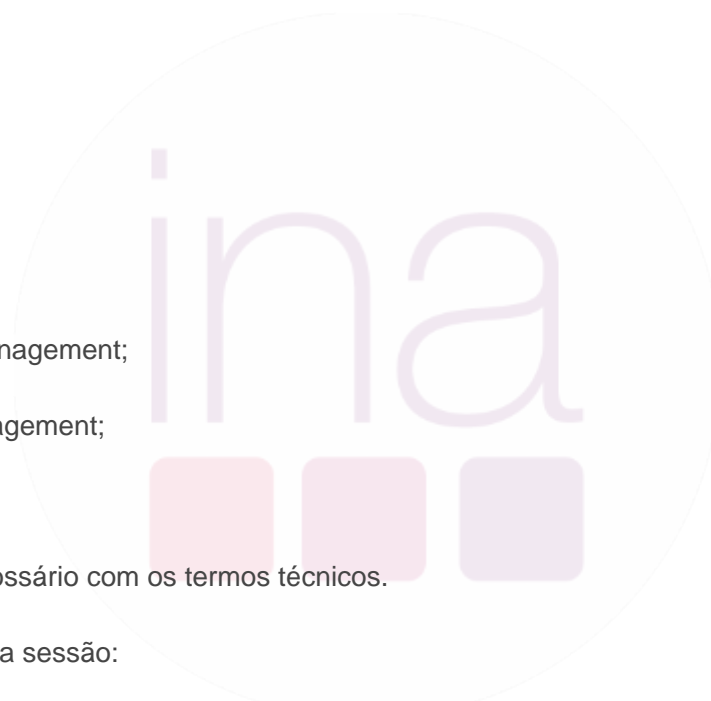 ina
nagement;
agement;
ossário com os termos técnicos.
a sessão: